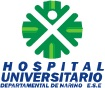 HOSPITAL
UNIVERSITARIO
DEPARTAMENTAL DE NARIÑO E.S.E